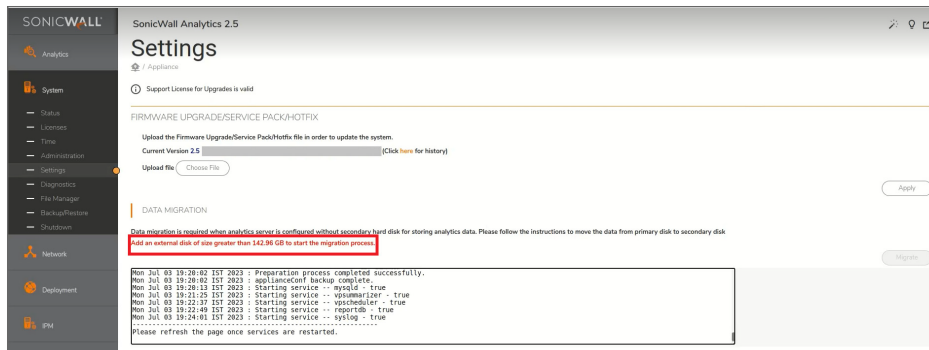 SONICWALL
SonicWall Analytics 2.5
Analytics
Settings
/ Appliance
System
Support License for Upgrades is valid
Status
Licenses
Time
Administration
Settings
Diagnostics
File Manager
Backup/Restore
Shutdown
Network
Deployment
IPM
FIRMWARE UPGRADE/SERVICE PACK/HOTFIX
Upload the Firmware Upgrade/Service Pack/Hotfix file in order to update the system.
Current Version 2.5 (Click here for history)
Upload file Choose File
Apply
DATA MIGRATION
Data migration is required when analytics server is configured without secondary hard disk for storing analytics data. Please follow the instructions to move the data from primary disk to secondary disk
Add an external disk of size greater than 142.96 GB to start the migration process.
Migrate
Mon Jul 03 19:20:02 IST 2023 : Preparation process completed successfully.
Mon Jul 03 19:20:02 IST 2023 : applianceConf backup complete.
Mon Jul 03 19:20:13 IST 2023 : Starting service -- mysqld - true
Mon Jul 03 19:21:25 IST 2023 : Starting service -- vpsummarizer - true
Mon Jul 03 19:22:37 IST 2023 : Starting service -- vpscheduler - true
Mon Jul 03 19:22:49 IST 2023 : Starting service -- reportdb - true
Mon Jul 03 19:24:01 IST 2023 : Starting service -- syslog - true
----------------------------------------------------------------
Please refresh the page once services are restarted.